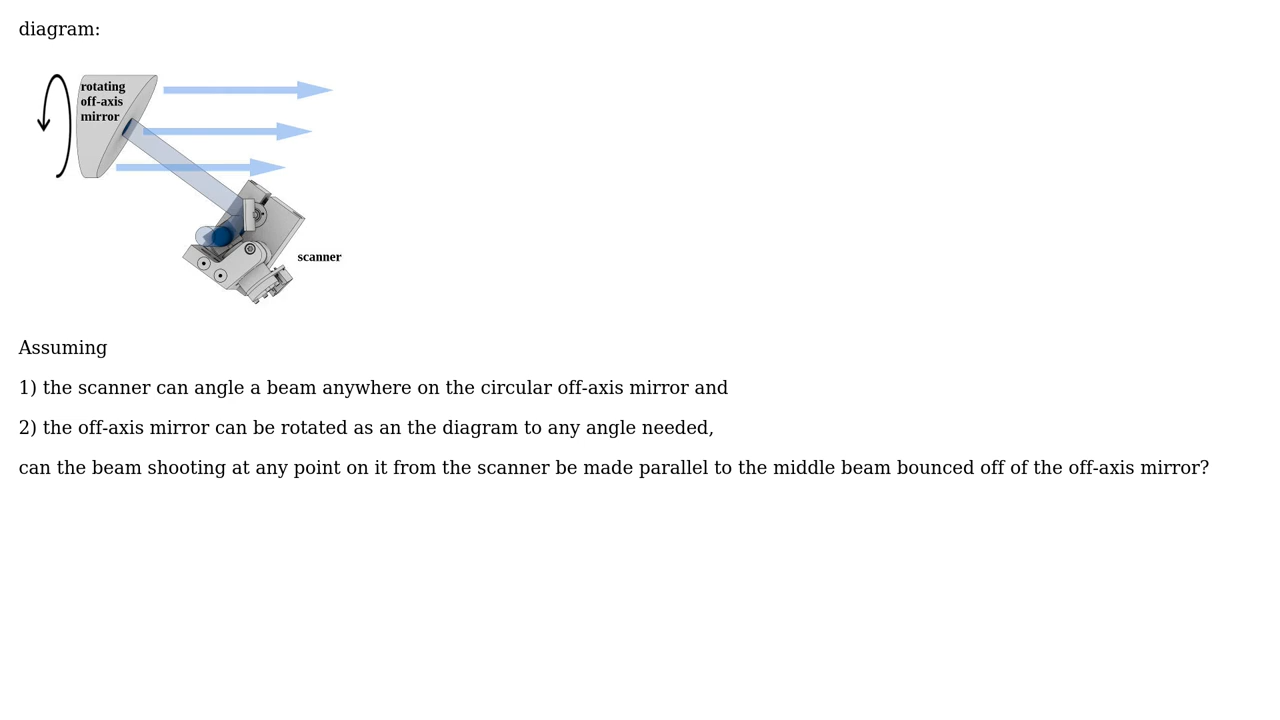 diagram:
rotating
off-axis
mirror
scanner
Assuming
1) the scanner can angle a beam anywhere on the circular off-axis mirror and
2) the off-axis mirror can be rotated as an the diagram to any angle needed,
can the beam shooting at any point on it from the scanner be made parallel to the middle beam bounced off of the off-axis mirror?